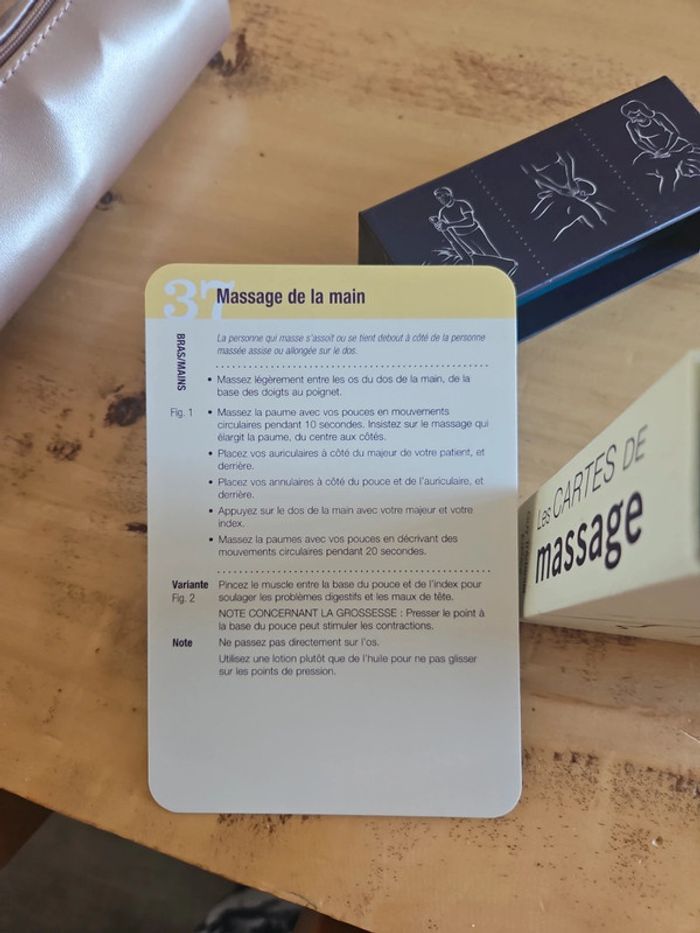 37
Massage de la main
BRAS/MAINS
La personne qui masse s'assoit ou se tient debout à côté de la personne
massée assise ou allongée sur le dos.
• Massez légèrement entre les os du dos de la main, de la
base des doigts au poignet.
Fig. 1 • Massez la paume avec vos pouces en mouvements
circulaires pendant 10 secondes. Insistez sur le massage qui
élargit la paume, du centre aux côtés.
• Placez vos auriculaires à côté du majeur de votre patient, et
derrière.
• Placez vos annulaires à côté du pouce et de l'auriculaire, et
derrière.
• Appuyez sur le dos de la main avec votre majeur et votre
index.
• Massez la paumes avec vos pouces en décrivant des
mouvements circulaires pendant 20 secondes.
Variante Pincez le muscle entre la base du pouce et de l'index pour
Fig. 2 soulager les problèmes digestifs et les maux de tête.
NOTE CONCERNANT LA GROSSESSE : Presser le point à
la base du pouce peut stimuler les contractions.
Note Ne passez pas directement sur l'os.
Utilisez une lotion plutôt que de l'huile pour ne pas glisser
sur les points de pression.
Les CARTES DE
massage